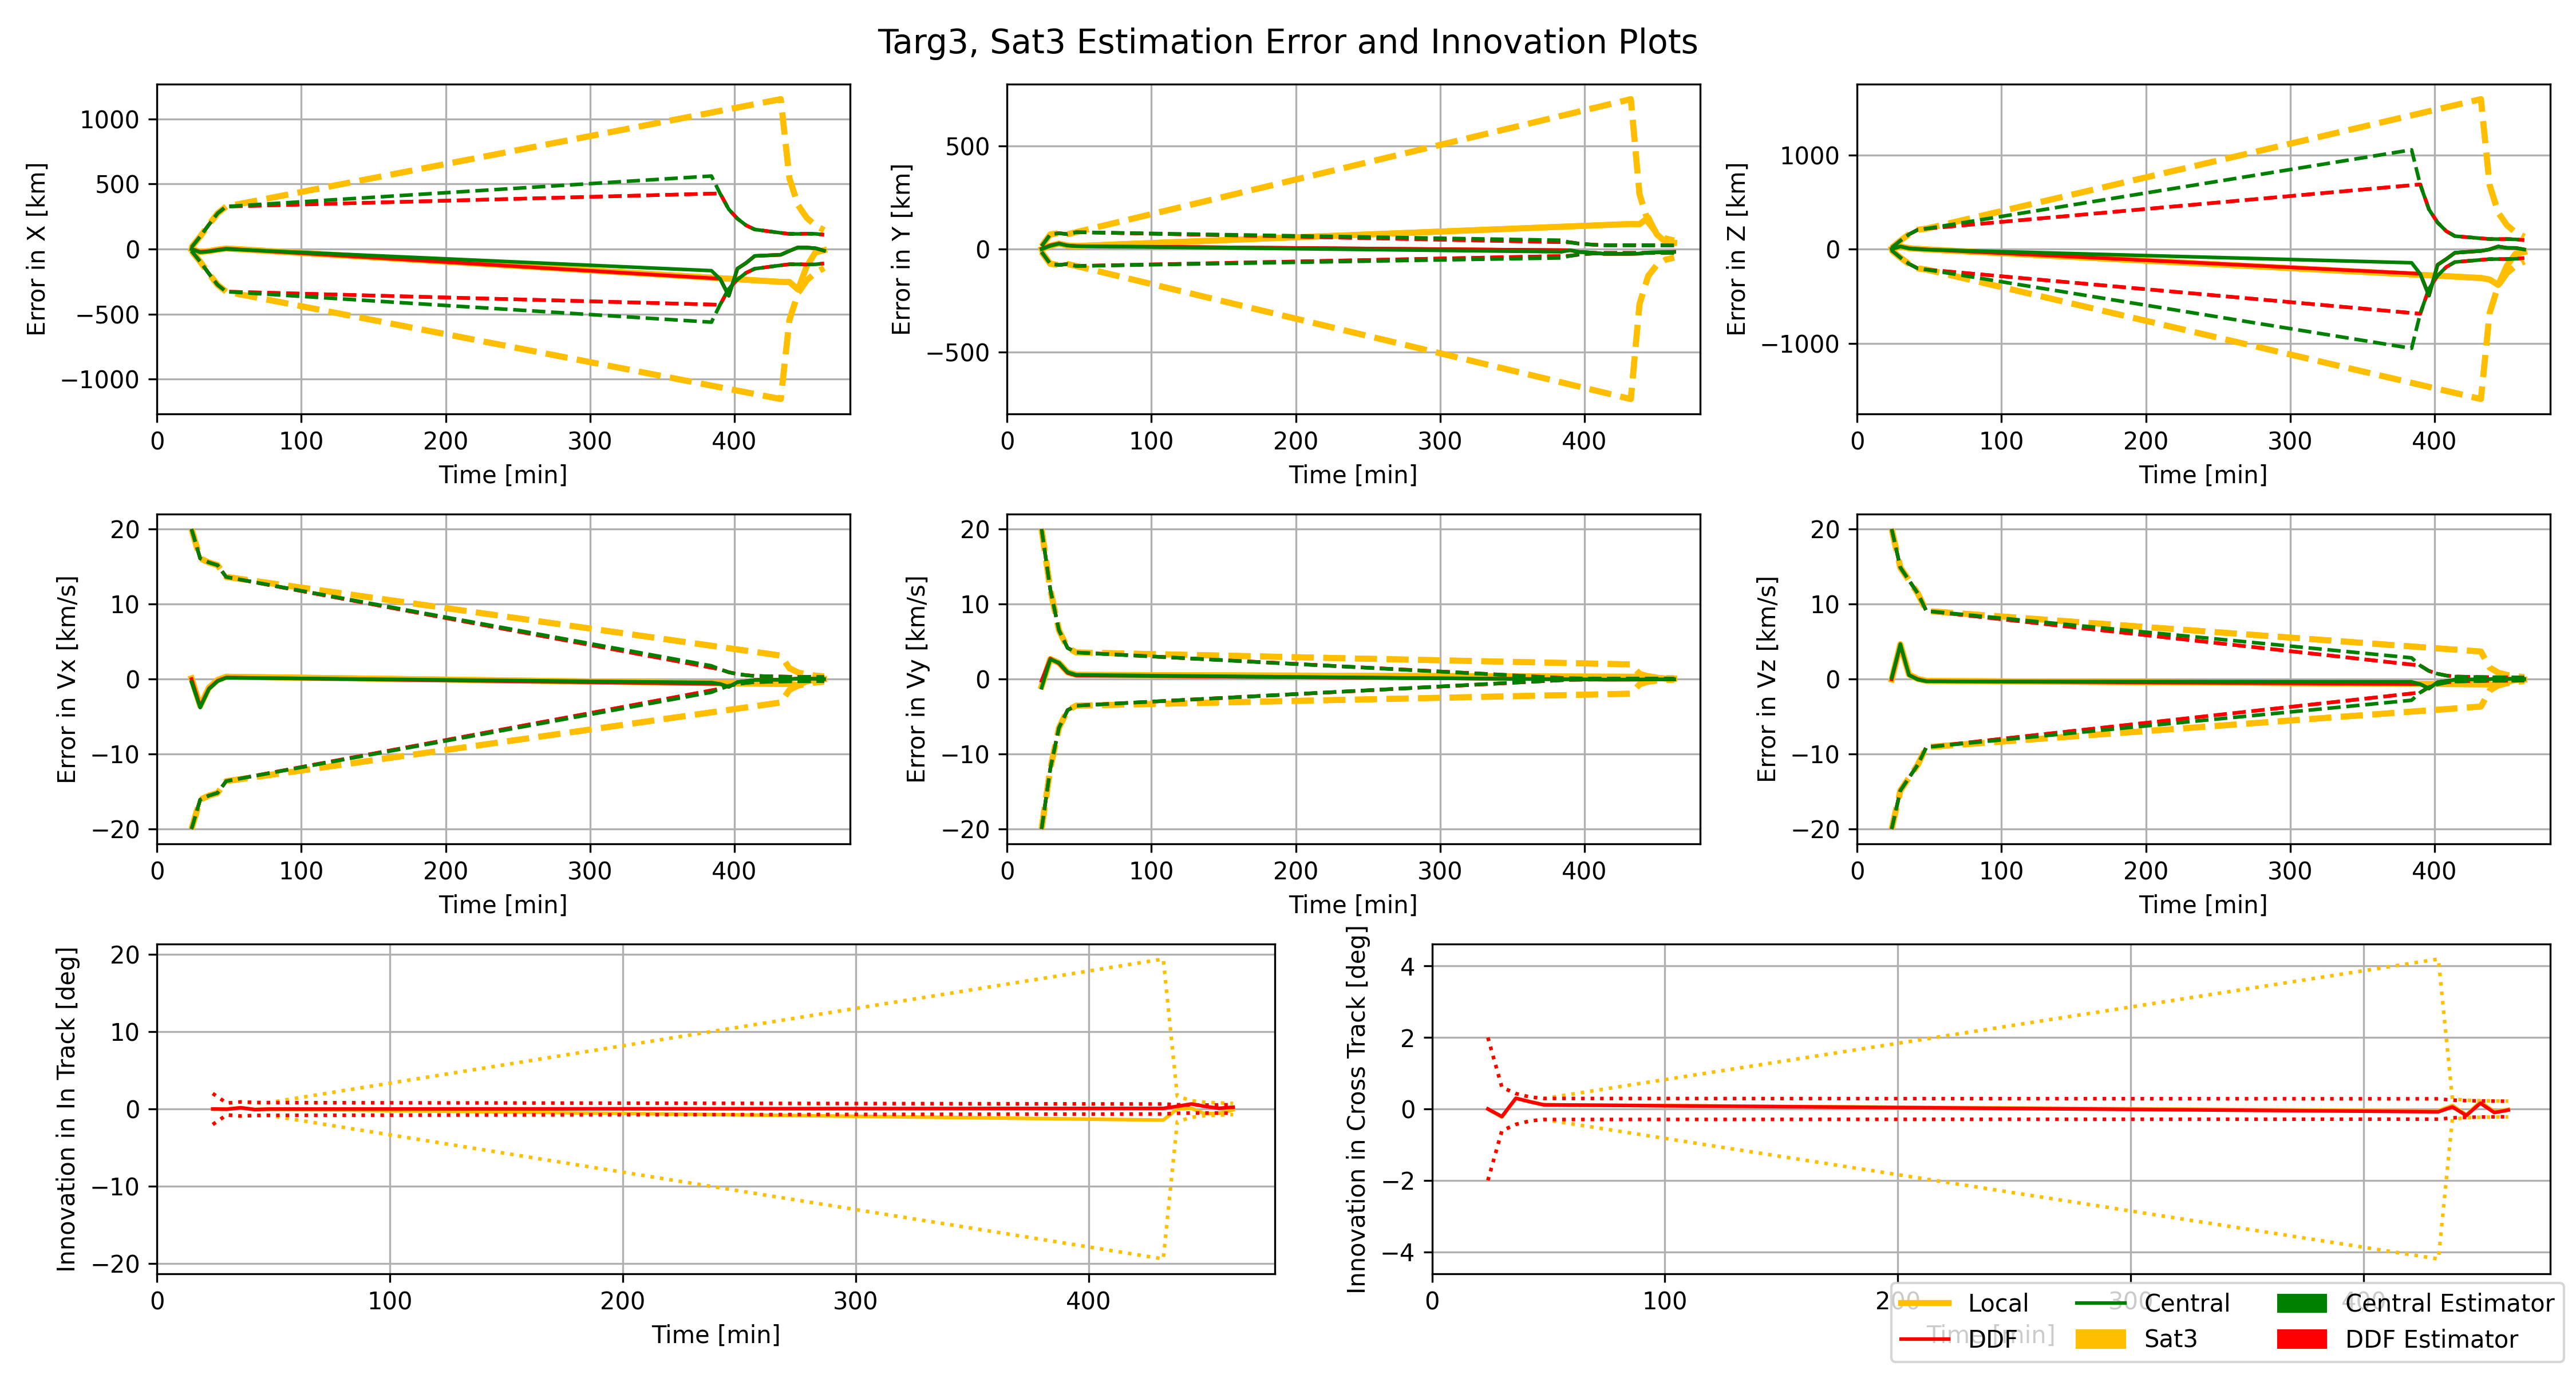 Targ3, Sat3 Estimation Error and Innovation Plots
Error in X [km]
1000
500
0
−500
−1000
0 100 200 300 400
Time [min]
Error in Y [km]
500
0
−500
0 100 200 300 400
Time [min]
Error in Z [km]
1000
0
−1000
0 100 200 300 400
Time [min]
Error in Vx [km/s]
20
10
0
−10
−20
0 100 200 300 400
Time [min]
Error in Vy [km/s]
20
10
0
−10
−20
0 100 200 300 400
Time [min]
Error in Vz [km/s]
20
10
0
−10
−20
0 100 200 300 400
Time [min]
Innovation in In Track [deg]
20
10
0
−10
−20
0 100 200 300 400
Time [min]
Innovation in Cross Track [deg]
4
2
0
−2
−4
0 100 200 300 400
Time [min]
Local
DDF
Central
Sat3
Central Estimator
DDF Estimator